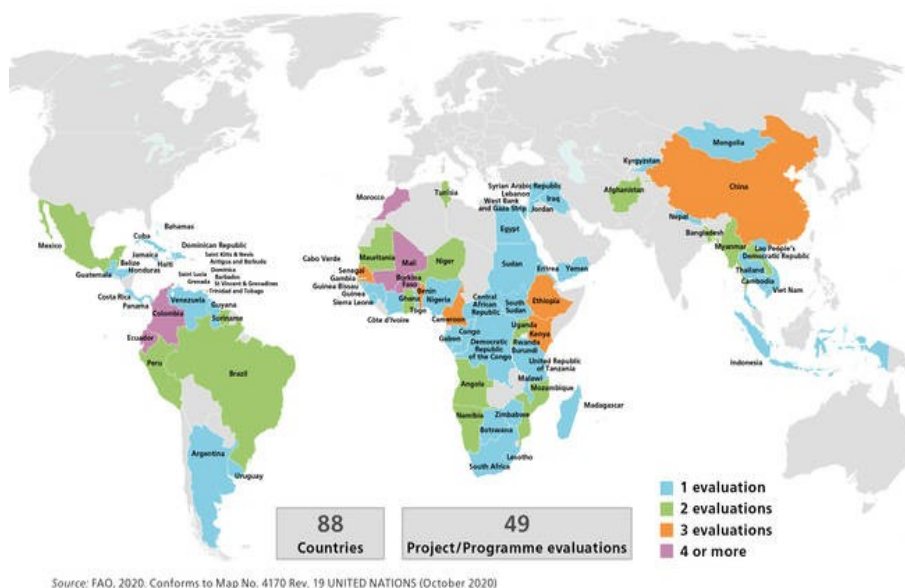 Mongolia
Kyrgyzstan
China
Afghanistan
Nepal
Bangladesh
Myanmar
Lao People's
Democratic Republic
Thailand
Cambodia
Viet Nam
Indonesia
Syrian Arab Republic
Lebanon
West Bank
and Gaza Strip
Iraq
Jordan
Morocco
Tunisia
Egypt
Cabo Verde
Mauritania
Mali
Niger
Sudan
Eritrea
Yemen
Senegal
Gambia
Guinea Bissau
Guinea
Sierra Leone
Burkina
Faso
Benin
Ghana
Togo
Nigeria
Côte d'Ivoire
Cameroon
Central
African
Republic
South
Sudan
Ethiopia
Uganda
Kenya
Congo
Gabon
Democratic
Republic
of the Congo
Rwanda
Burundi
United Republic
of Tanzania
Malawi
Mozambique
Angola
Madagascar
Namibia
Zimbabwe
Botswana
Lesotho
South Africa
Mexico
Cuba
Bahamas
Jamaica
Haiti
Dominican Republic
Saint Kitts & Nevis
Antigua and Barbuda
Dominica
Saint Lucia
Barbados
Grenada
St Vincent & Grenadines
Trinidad and Tobago
Belize
Honduras
Guatemala
Costa Rica
Panama
Venezuela
Guyana
Suriname
Colombia
Ecuador
Peru
Brazil
Argentina
Uruguay
88
Countries
49
Project/Programme evaluations
1 evaluation
2 evaluations
3 evaluations
4 or more
Source: FAO, 2020. Conforms to Map No. 4170 Rev. 19 UNITED NATIONS (October 2020)